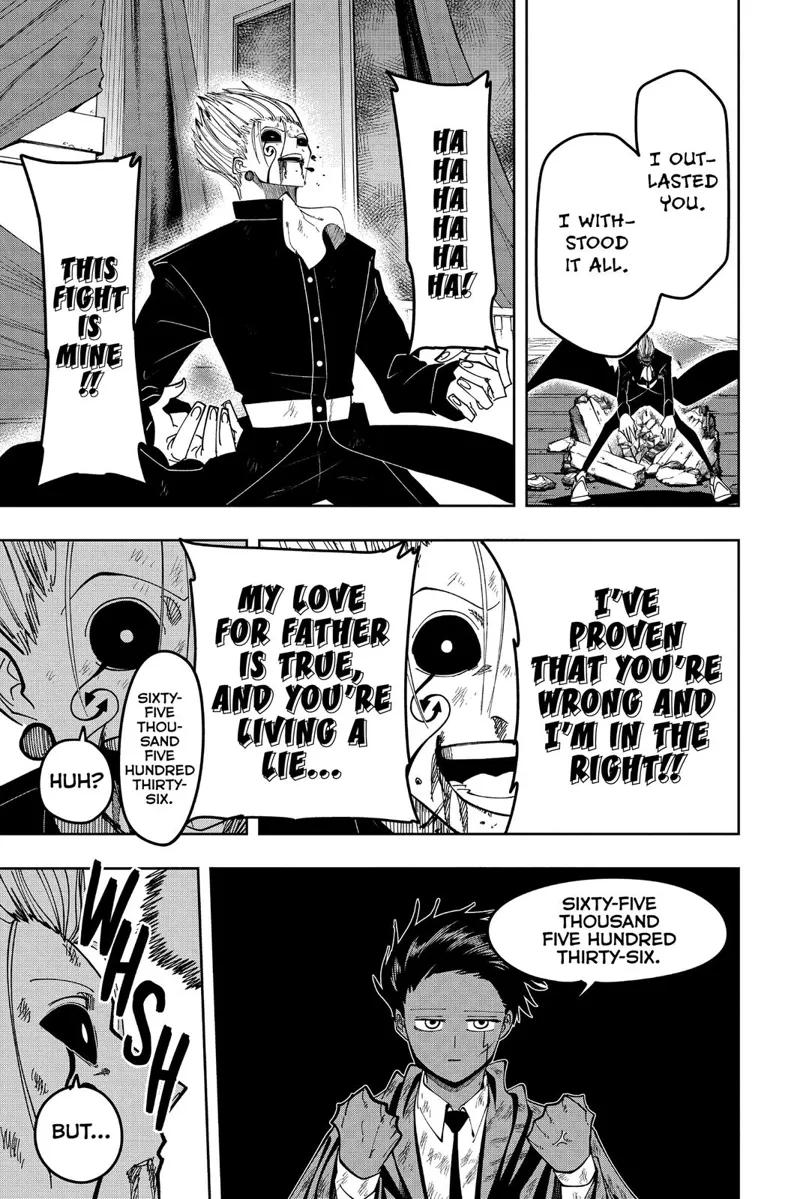 I OUT-
LASTED
YOU.
I WITH-
STOOD
IT ALL.
HA
HA
HA
HA
HA
HA!
THIS
FIGHT
IS
MINE
!!
I'VE
PROVEN
THAT YOU'RE
WRONG AND
I'M IN THE
RIGHT!!
MY LOVE
FOR FATHER
IS TRUE,
AND YOU'RE
LIVING A
LIE...
SIXTY-
FIVE
THOU-
SAND
FIVE
HUNDRED
THIRTY-
SIX.
HUH?
SIXTY-FIVE
THOUSAND
FIVE HUNDRED
THIRTY-SIX.
WHSH
BUT...